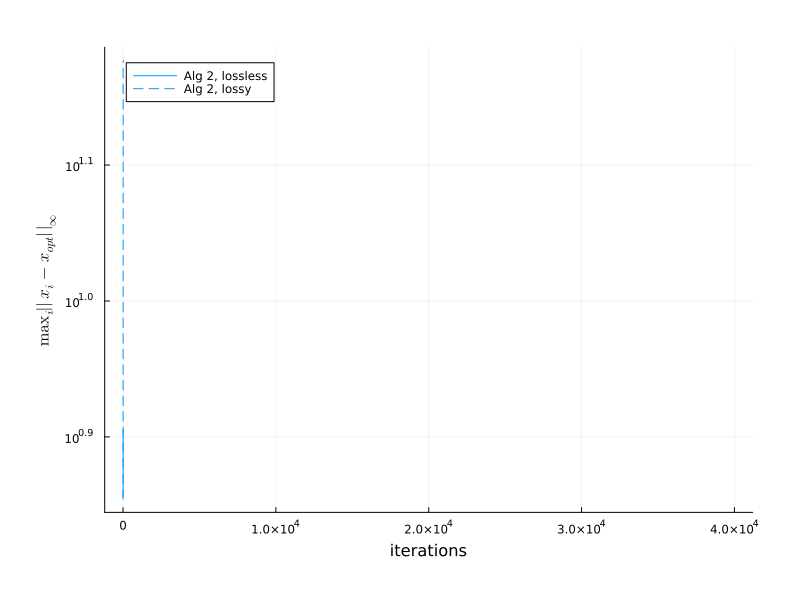 Alg 2, lossless
Alg 2, lossy
10^1.1
10^1.0
10^0.9
max_i|| x_i − x_opt||_∞
0
1.0×10^4
2.0×10^4
3.0×10^4
4.0×10^4
iterations